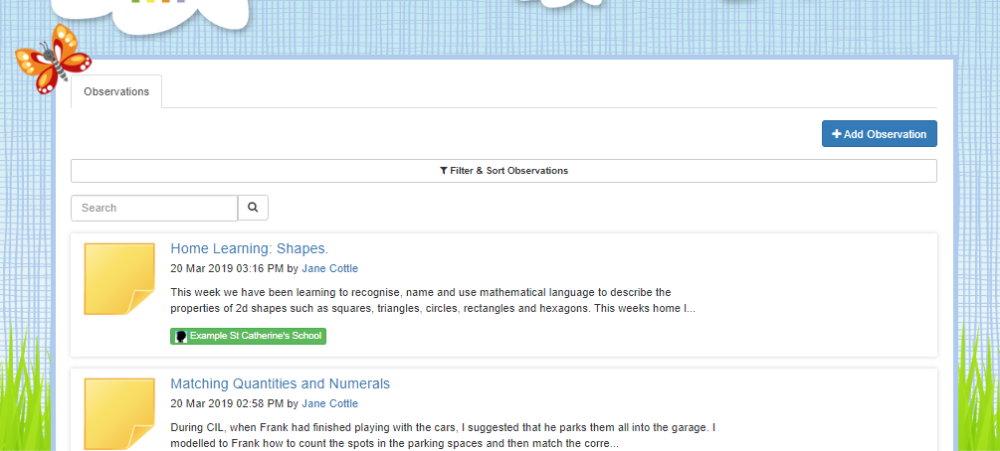 Observations
Add Observation
Filter & Sort Observations
Search
Home Learning: Shapes.
20 Mar 2019 03:16 PM by Jane Cottle
This week we have been learning to recognise, name and use mathematical language to describe the
properties of 2d shapes such as squares, triangles, circles, rectangles and hexagons. This weeks home l...
Example St Catherine's School
Matching Quantities and Numerals
20 Mar 2019 02:58 PM by Jane Cottle
During CIL, when Frank had finished playing with the cars, I suggested that he parks them all into the garage. I
modelled to Frank how to count the spots in the parking spaces and then match the corre...